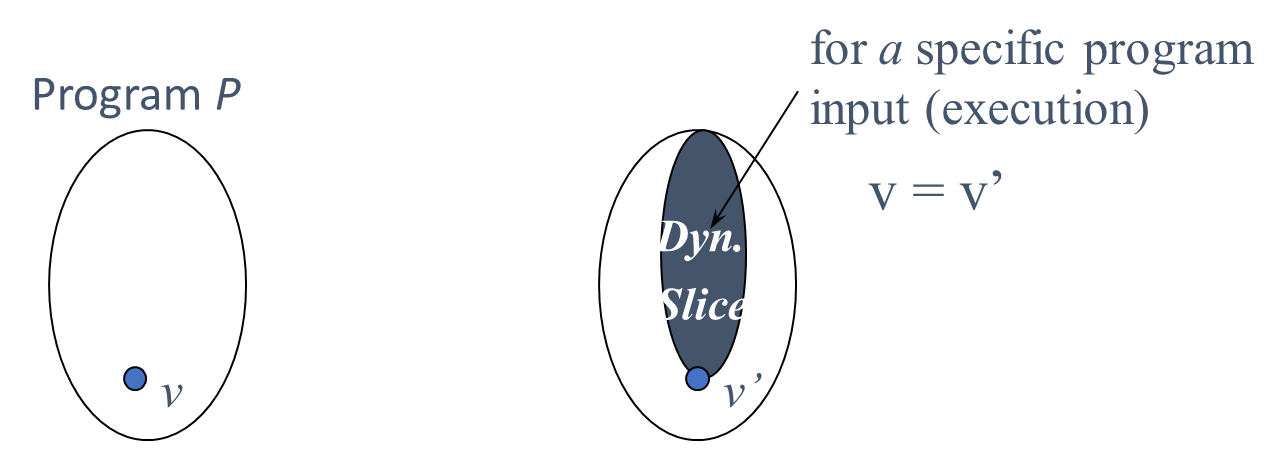 Program P
v
for a specific program
input (execution)
v = v’
Dyn.
Slice
v’